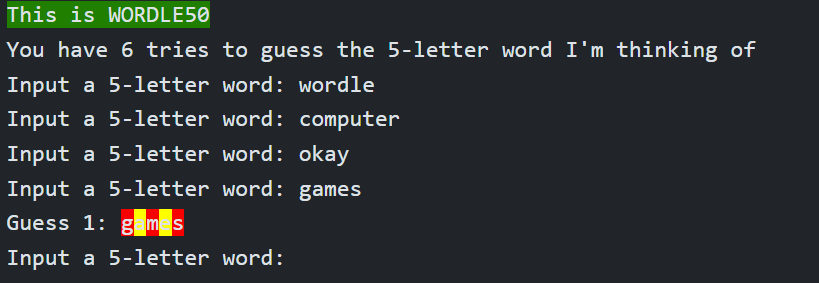 This is WORDLE50
You have 6 tries to guess the 5-letter word I'm thinking of
Input a 5-letter word: wordle
Input a 5-letter word: computer
Input a 5-letter word: okay
Input a 5-letter word: games
Guess 1: games
Input a 5-letter word: